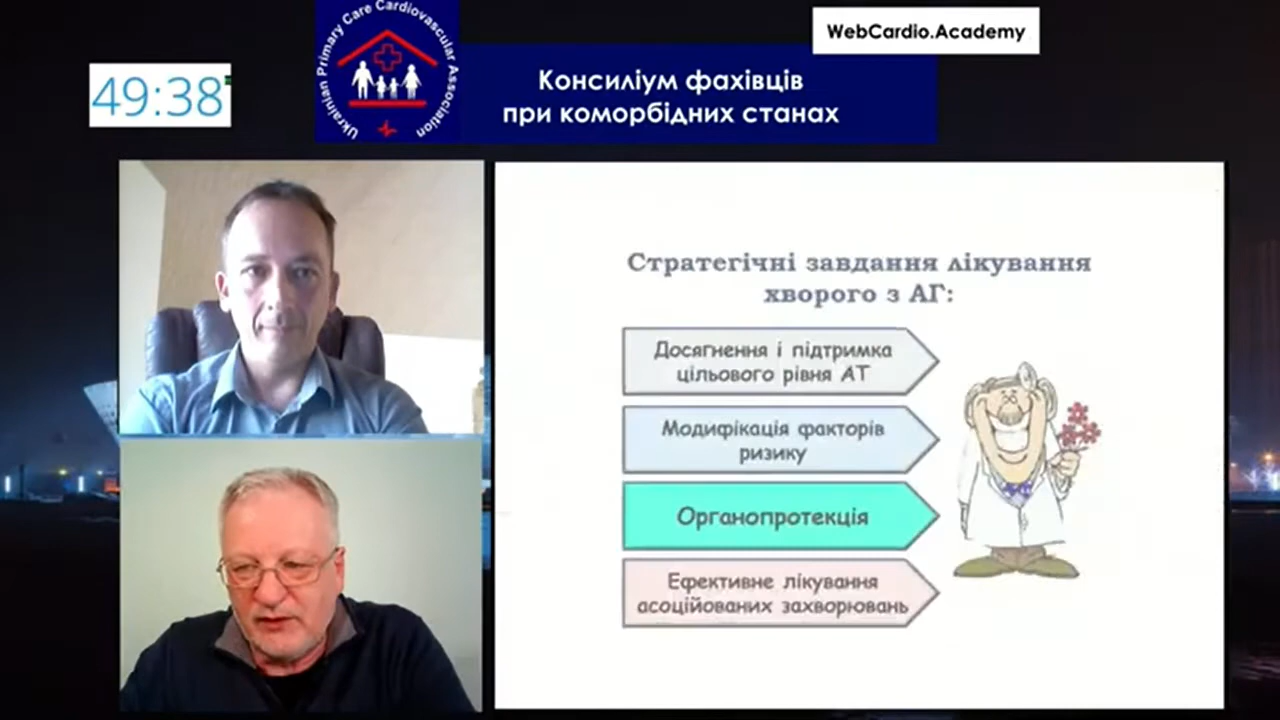 WebCardio.Academy
49:38
Ukrainian Primary Care Cardiovascular Association
Консиліум фахівців
при коморбідних станах
Стратегічні завдання лікування
хворого з АГ:
Досягнення і підтримка
цільового рівня АТ
Модифікація факторів
ризику
Органопротекція
Ефективне лікування
асоційованих захворювань